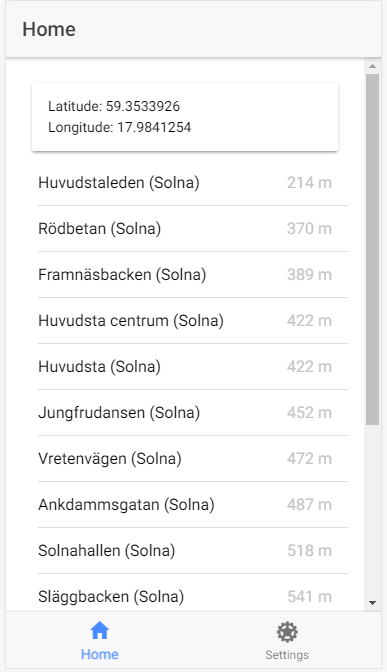 Home
Latitude: 59.3533926
Longitude: 17.9841254
Huvudstaleden (Solna) 214 m
Rödbetan (Solna) 370 m
Framnäsbacken (Solna) 389 m
Huvudsta centrum (Solna) 422 m
Huvudsta (Solna) 422 m
Jungfrudansen (Solna) 452 m
Vretenvägen (Solna) 472 m
Ankdammsgatan (Solna) 487 m
Solnahallen (Solna) 518 m
Släggbacken (Solna) 541 m
Home Settings